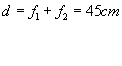 d = f₁ + f₂ = 45cm